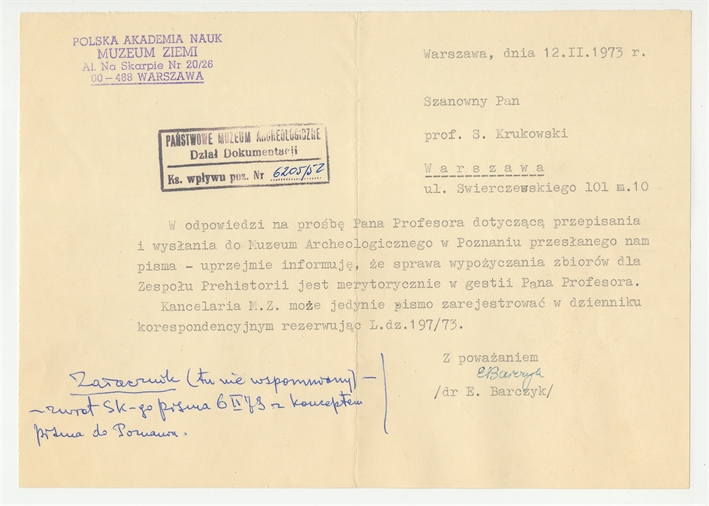 POLSKA AKADEMIA NAUK
MUZEUM ZIEMI
Al. Na Skarpie Nr 20/26
00-488 WARSZAWA
Warszawa, dnia 12.II.1973 r.
Szanowny Pan
prof. S. Krukowski
Warszawa
ul. Swierczewskiego 101 m.10
PAŃSTWOWE MUZEUM ARCHEOLOGICZNE
Dział Dokumentacji
Ks. wpływu poz. Nr 6205/52
W odpowiedzi na prośbę Pana Profesora dotyczącą przepisania
i wysłania do Muzeum Archeologicznego w Poznaniu przesłanego nam
pisma - uprzejmie informuję, że sprawa wypożyczania zbiorów dla
Zespołu Prehistorii jest merytorycznie w gestii Pana Profesora.
Kancelaria M.Z. może jedynie pismo zarejestrować w dzienniku
korespondencyjnym rezerwując L.dz.197/73.
Z poważaniem
EBarczyk
/dr E. Barczyk/
Załącznik (tu nie wspomniany) -
- zwrot SK-go pisma 6 II 73 z konceptem
pisma do Poznania.